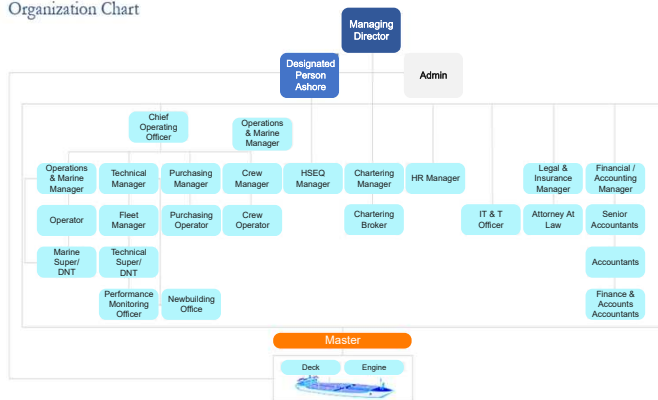 Organization Chart
Managing
Director
Designated
Person
Ashore
Admin
Chief
Operating
Officer
Operations
& Marine
Manager
Operations
& Marine
Manager
Technical
Manager
Purchasing
Manager
Crew
Manager
HSEQ
Manager
Chartering
Manager
HR Manager
Legal &
Insurance
Manager
Financial /
Accounting
Manager
Operator
Fleet
Manager
Purchasing
Operator
Crew
Operator
Chartering
Broker
IT & T
Officer
Attorney At
Law
Senior
Accountants
Marine
Super/
DNT
Technical
Super/
DNT
Accountants
Performance
Monitoring
Officer
Newbuilding
Office
Finance &
Accounts
Accountants
Master
Deck
Engine